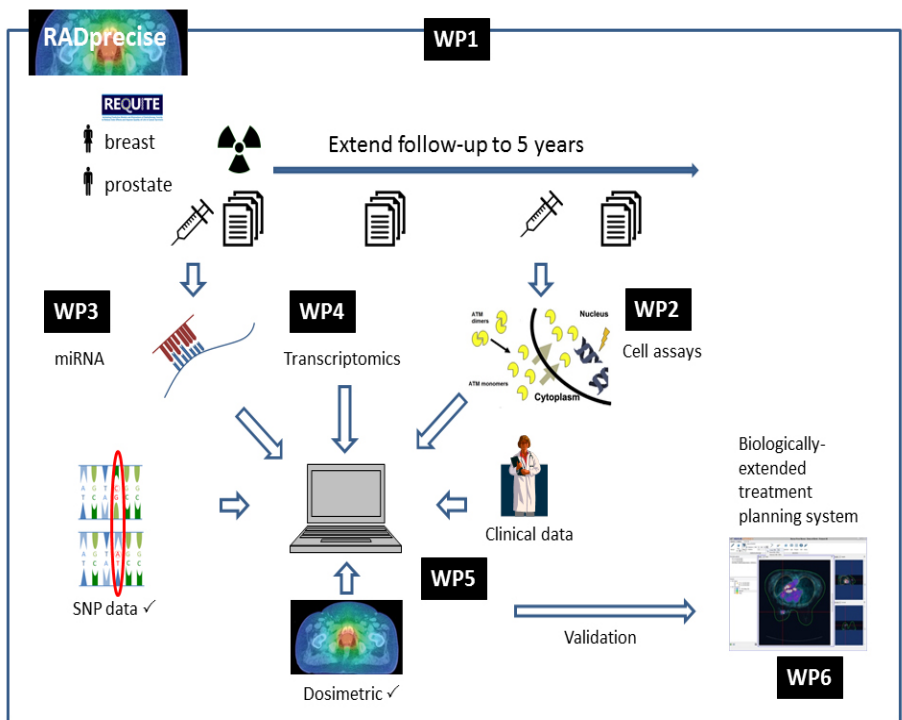 RADprecise
WP1
REQUITE
breast
prostate
Extend follow-up to 5 years
WP3
miRNA
WP4
Transcriptomics
WP2
Cell assays
ATM
dimers
Nucleus
ATM monomers
Cytoplasm
A G T C G C
T C A G C G
A G T A G G
SNP data ✓
Clinical data
WP5
Dosimetric ✓
Validation
Biologically-
extended
treatment
planning system
WP6